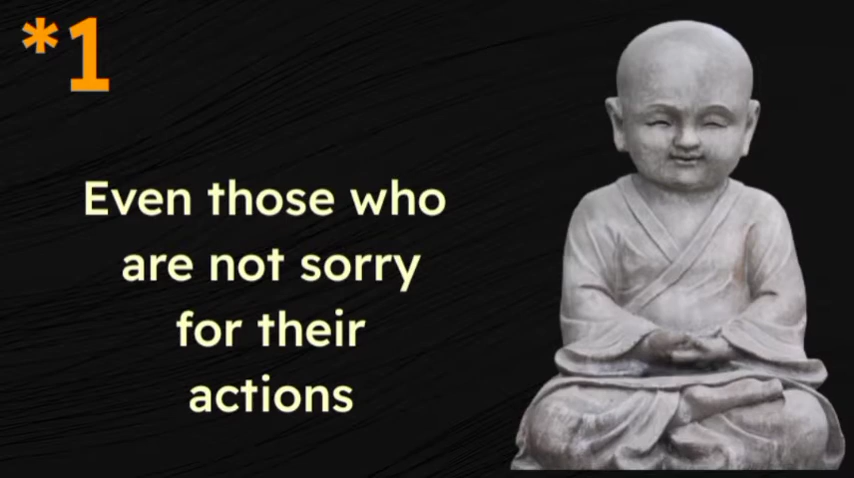 *1
Even those who
are not sorry
for their
actions